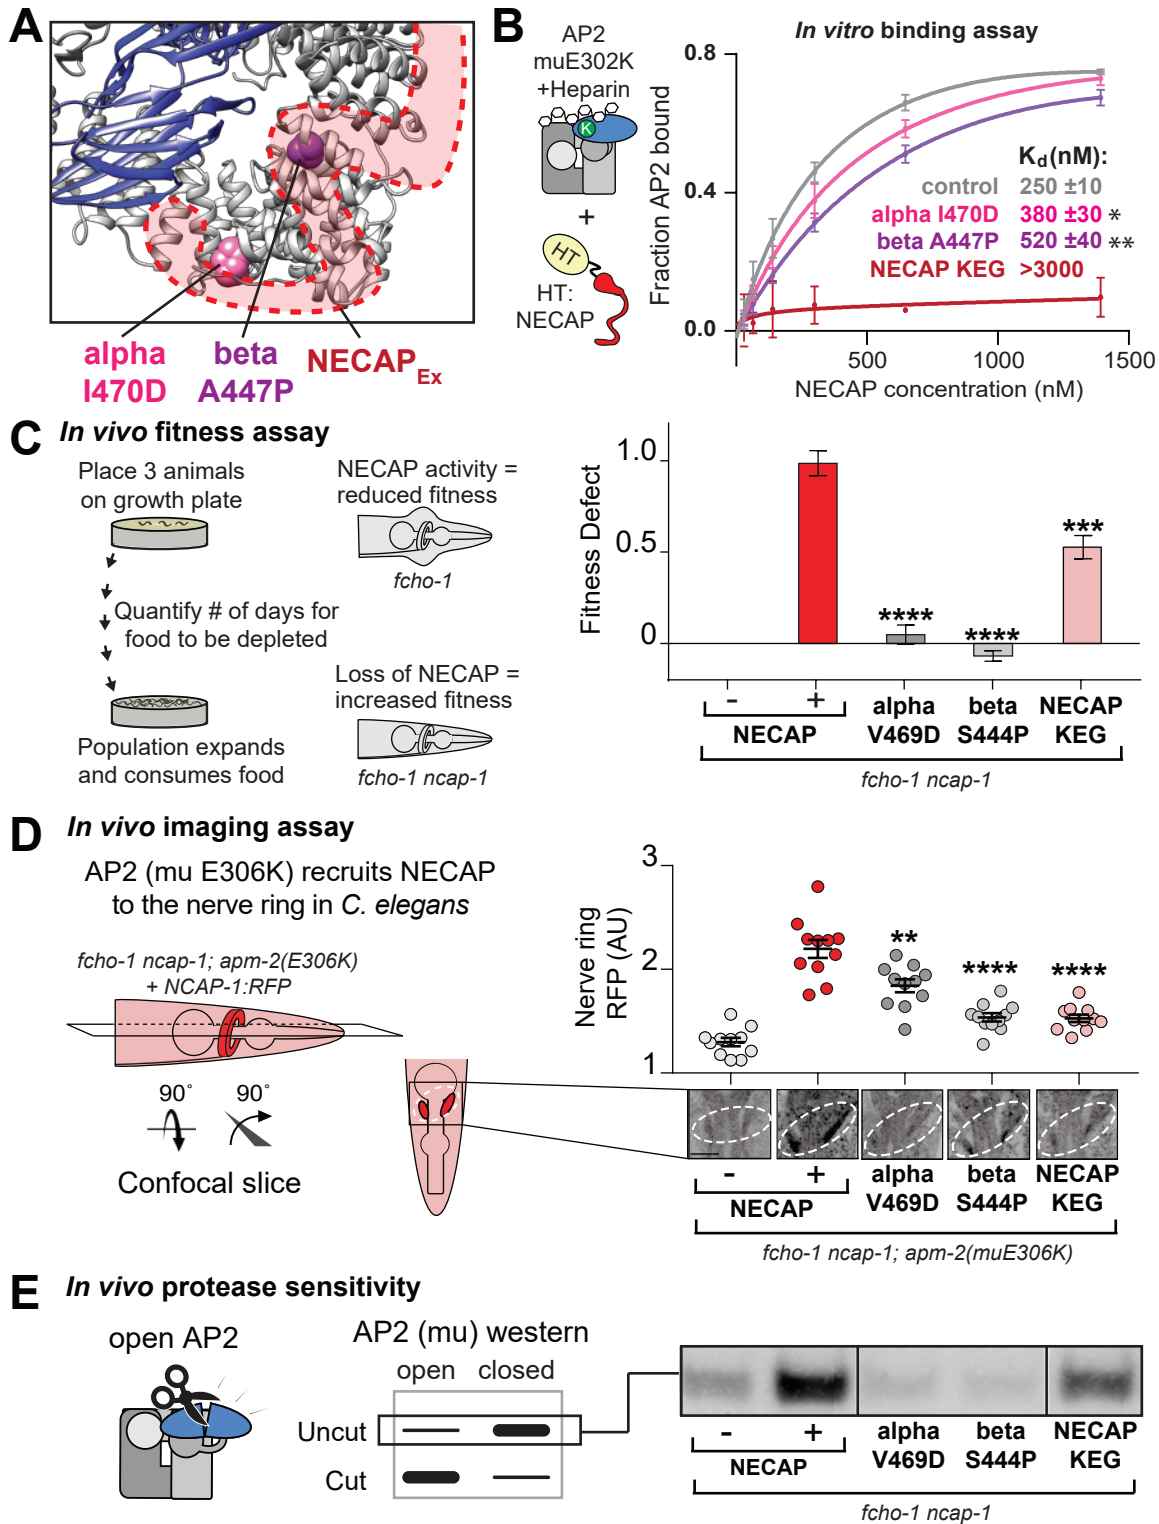 A
alpha
I470D
beta
A447P
NECAPEx
B
AP2
muE302K
+Heparin
K
+
HT
HT:
NECAP
In vitro binding assay
Fraction AP2 bound
0.8
0.4
0.0
500
1000
1500
NECAP concentration (nM)
Kd(nM):
control 250 ±10
alpha I470D 380 ±30 *
beta A447P 520 ±40 **
NECAP KEG >3000
C
In vivo fitness assay
Place 3 animals
on growth plate
Quantify # of days for
food to be depleted
Population expands
and consumes food
NECAP activity =
reduced fitness
fcho-1
Loss of NECAP =
increased fitness
fcho-1 ncap-1
Fitness Defect
1.0
0.5
0
****
****
***
- +
NECAP
alpha
V469D
beta
S444P
NECAP
KEG
fcho-1 ncap-1
D
In vivo imaging assay
AP2 (mu E306K) recruits NECAP
to the nerve ring in C. elegans
fcho-1 ncap-1; apm-2(E306K)
+ NCAP-1:RFP
90° 90°
Confocal slice
Nerve ring
RFP (AU)
3
2
1
**
****
****
- +
NECAP
alpha
V469D
beta
S444P
NECAP
KEG
fcho-1 ncap-1; apm-2(muE306K)
E
In vivo protease sensitivity
open AP2
AP2 (mu) western
open closed
Uncut
Cut
- +
NECAP
alpha
V469D
beta
S444P
NECAP
KEG
fcho-1 ncap-1